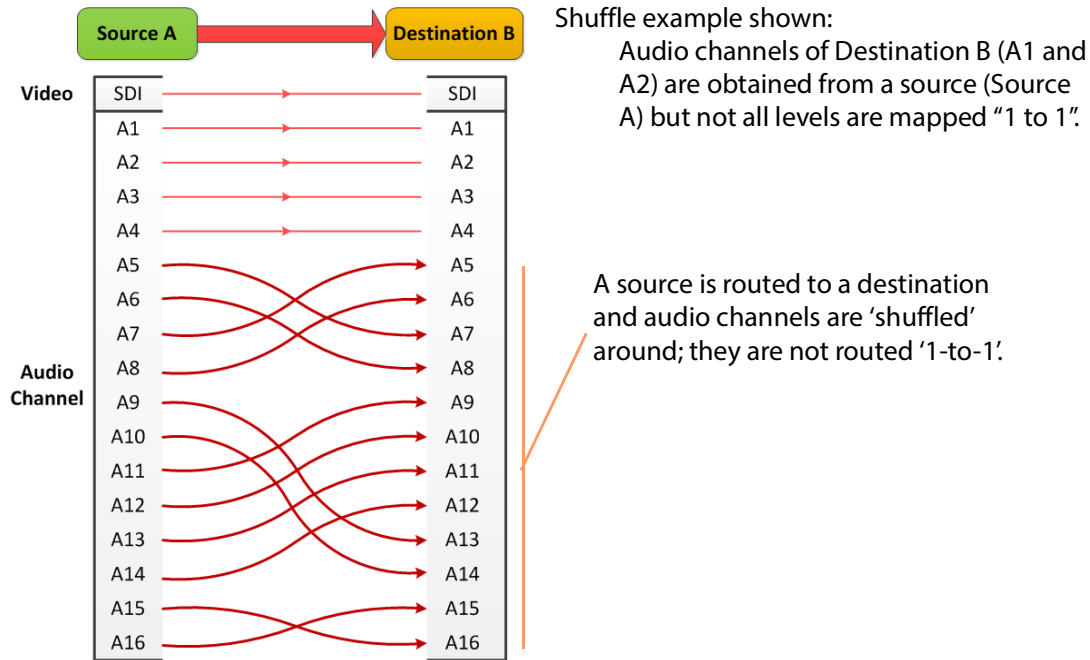 Source A
Destination B
Shuffle example shown:
Audio channels of Destination B (A1 and
A2) are obtained from a source (Source
A) but not all levels are mapped “1 to 1”.
Video
SDI
SDI
A1
A1
A2
A2
A3
A3
A4
A4
A5
A5
A6
A6
A7
A7
A8
A8
Audio
Channel
A9
A9
A10
A10
A11
A11
A12
A12
A13
A13
A14
A14
A15
A15
A16
A16
A source is routed to a destination
and audio channels are ‘shuffled’
around; they are not routed ‘1-to-1’.